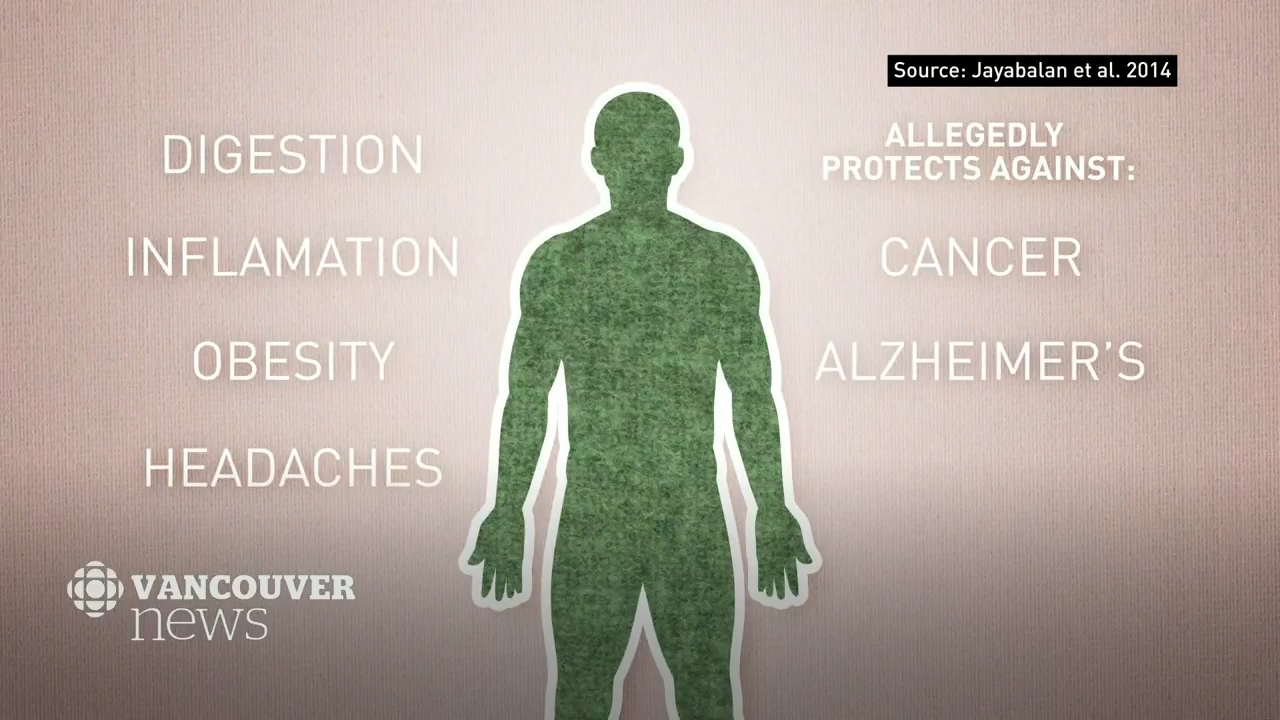 Source: Jayabalan et al. 2014
DIGESTION
INFLAMATION
OBESITY
HEADACHES
ALLEGEDLY
PROTECTS AGAINST:
CANCER
ALZHEIMER'S
VANCOUVER
news